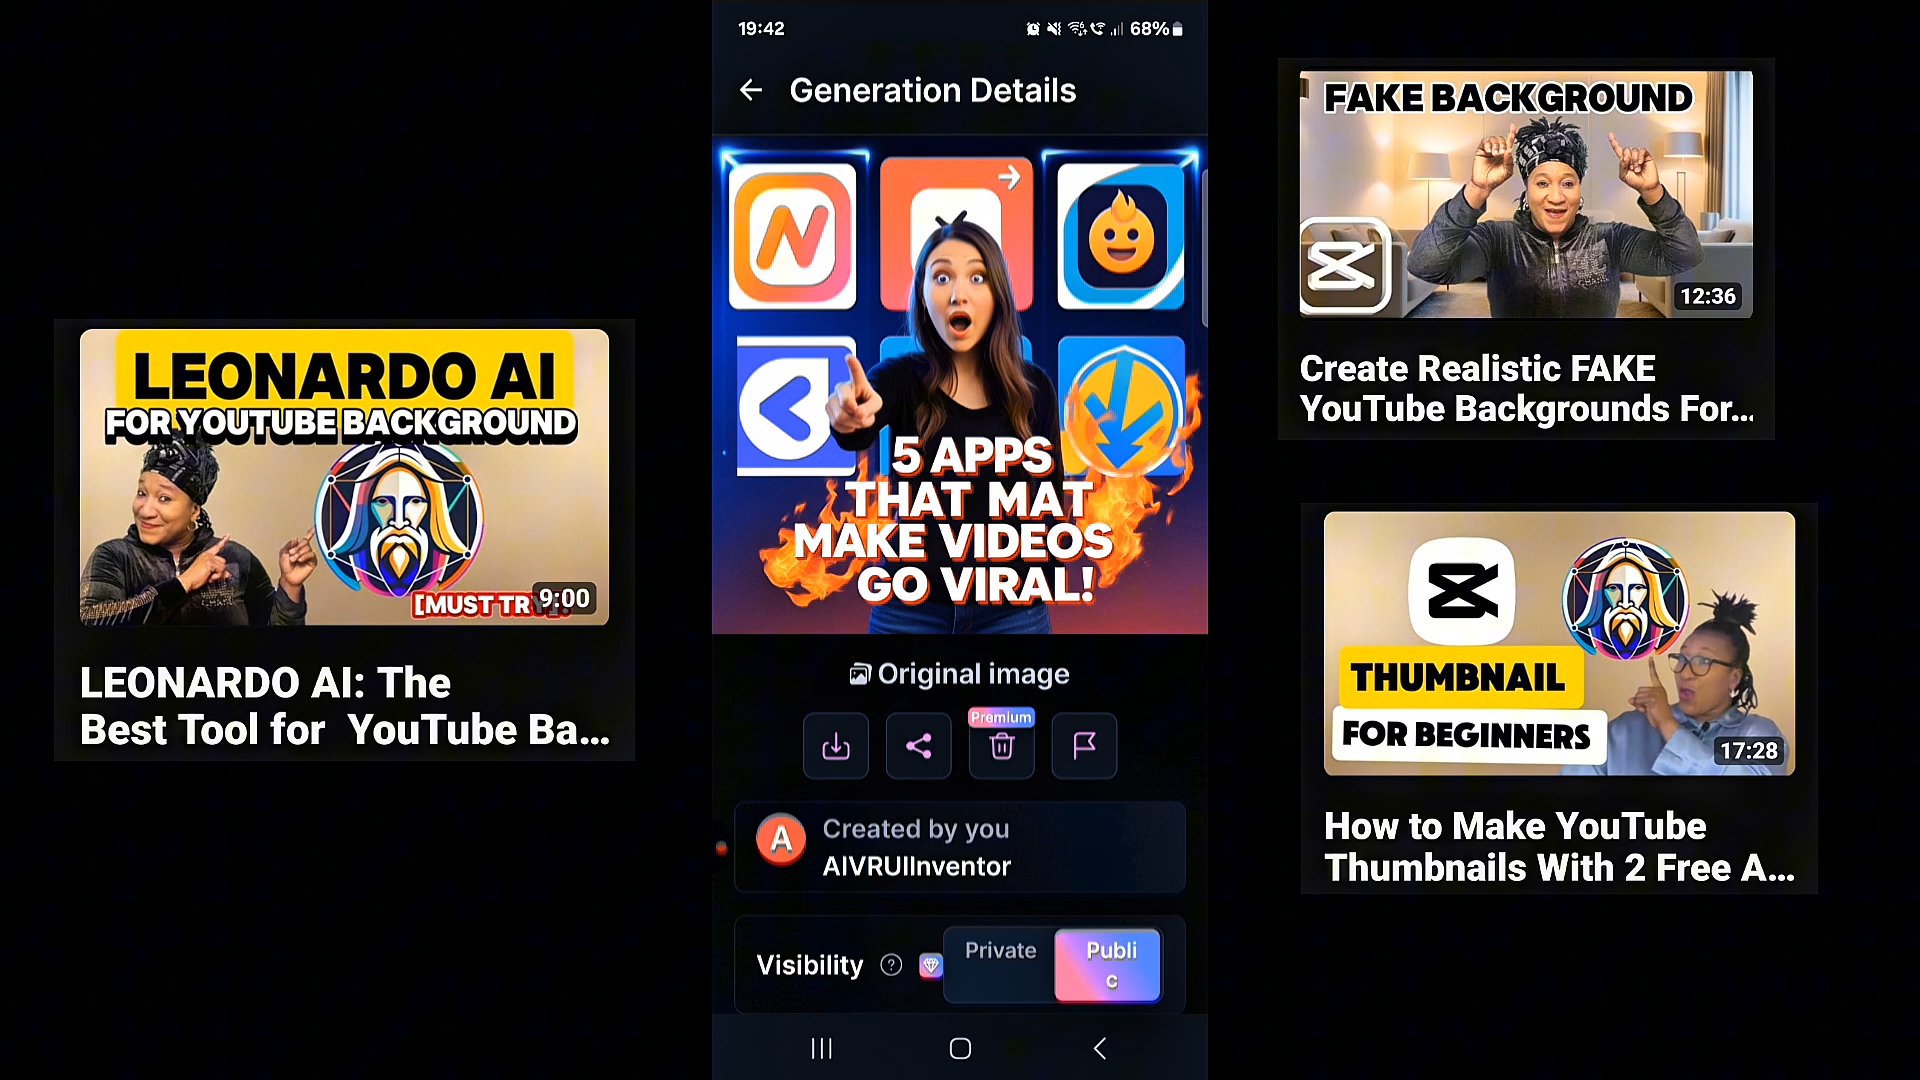 LEONARDO AI
FOR YOUTUBE BACKGROUND
9:00
LEONARDO AI: The
Best Tool for YouTube Ba...
19:42
68%
Generation Details
N
5 APPS
THAT MAT
MAKE VIDEOS
GO VIRAL!
Original image
Premium
A
Created by you
AIVRUIInventor
Visibility
?
Private
Publi
c
FAKE BACKGROUND
12:36
Create Realistic FAKE
YouTube Backgrounds For...
THUMBNAIL
FOR BEGINNERS
17:28
How to Make YouTube
Thumbnails With 2 Free A...